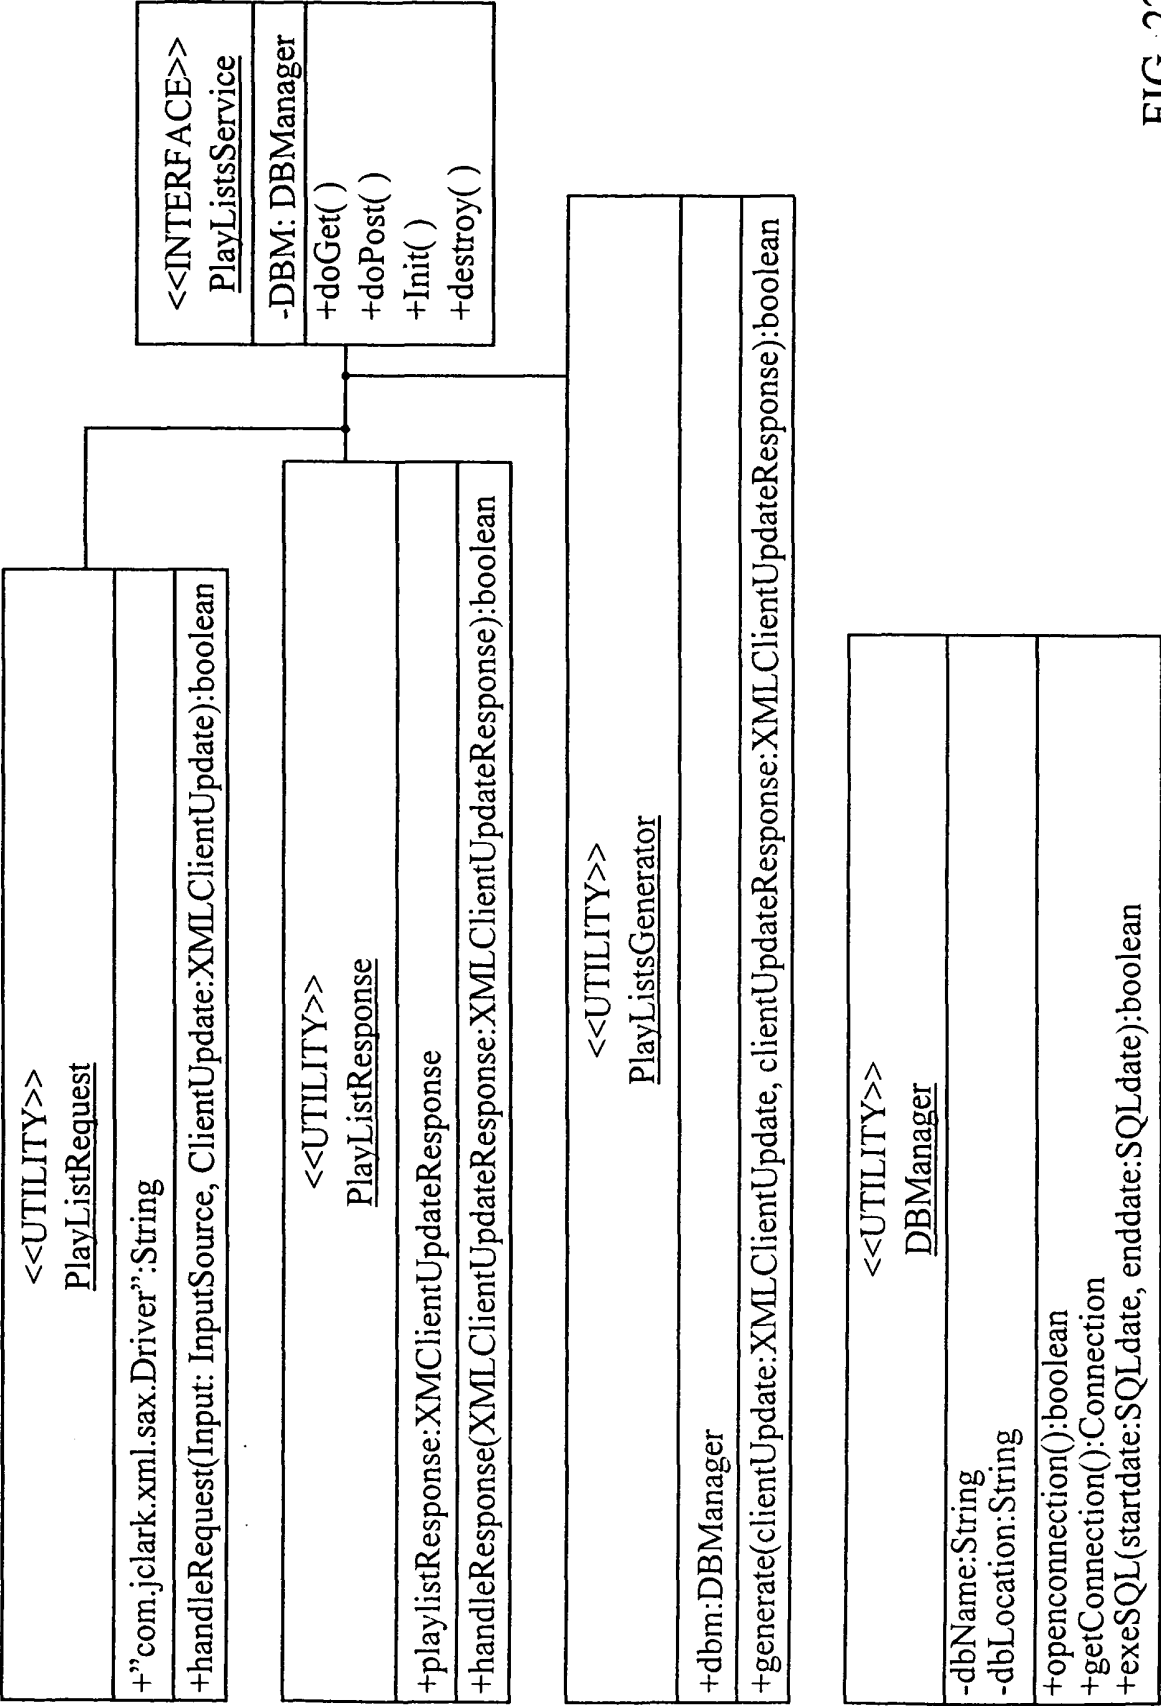 <<UTILITY>>
PlayListRequest
+"com.jclark.xml.sax.Driver":String
+handleRequest(Input: InputSource, ClientUpdate:XMLClientUpdate):boolean
<<INTERFACE>>
PlayListsService
-DBM: DBManager
+doGet( )
+doPost( )
+Init( )
+destroy( )
<<UTILITY>>
PlayListResponse
+playlistResponse:XMClientUpdateResponse
+handleResponse(XMLClientUpdateResponse:XMLClientUpdateResponse):boolean
<<UTILITY>>
PlayListsGenerator
+dbm:DBManager
+generate(clientUpdate:XMLClientUpdate, clientUpdateResponse:XMLClientUpdateResponse):boolean
<<UTILITY>>
DBManager
-dbName:String
-dbLocation:String
+openconnection():boolean
+getConnection():Connection
+exeSQL(startdate:SQLdate, enddate:SQLdate):boolean
FIG.